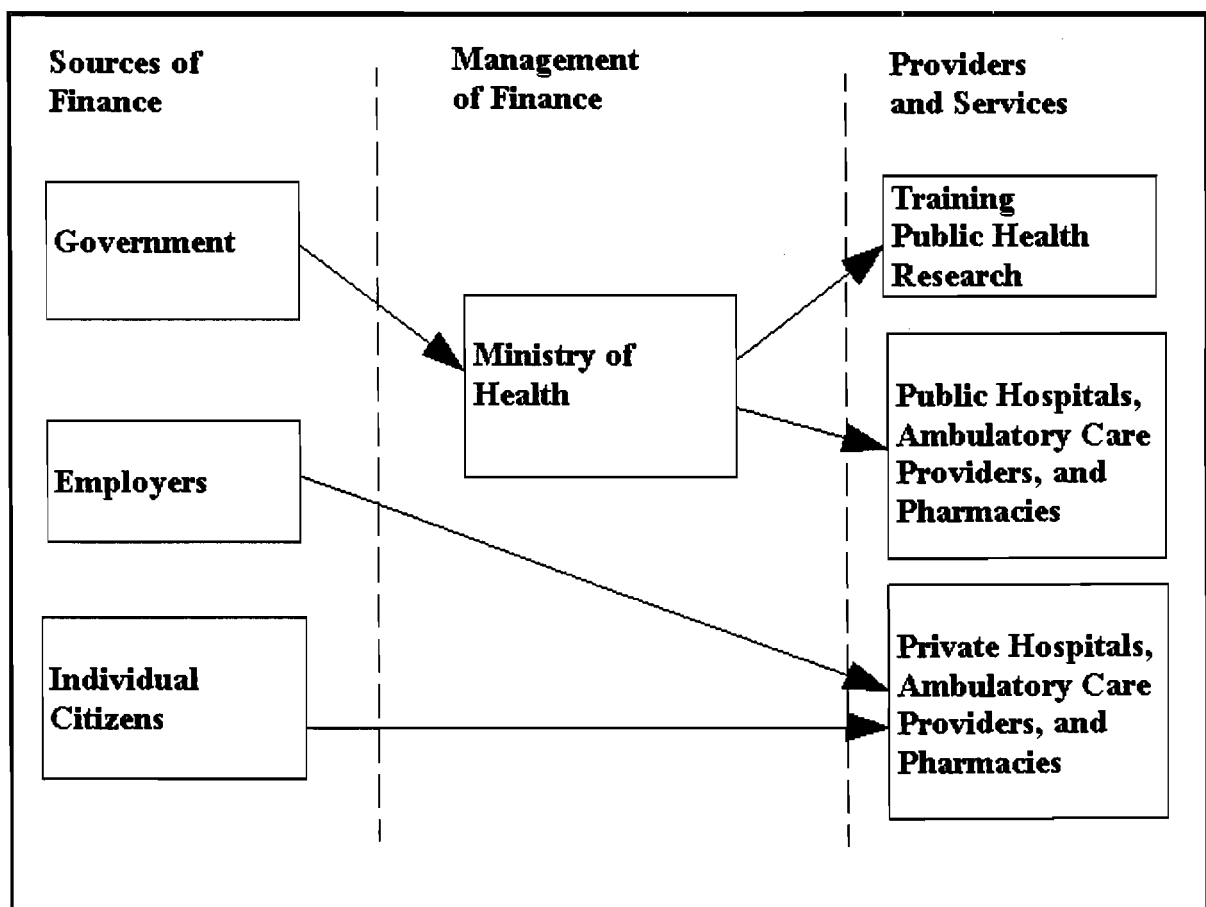 Sources of
Finance
Management
of Finance
Providers
and Services
Government
Employers
Individual
Citizens
Ministry of
Health
Training
Public Health
Research
Public Hospitals,
Ambulatory Care
Providers, and
Pharmacies
Private Hospitals,
Ambulatory Care
Providers, and
Pharmacies